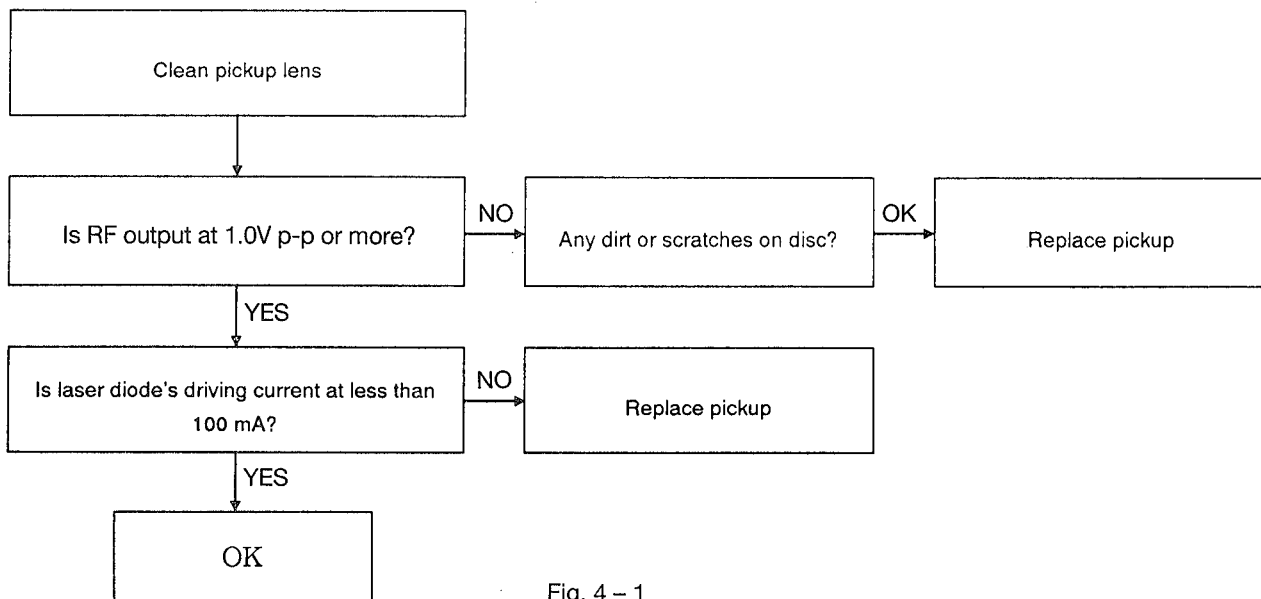 Clean pickup lens
Is RF output at 1.0V p-p or more?
NO
Any dirt or scratches on disc?
OK
Replace pickup
YES
Is laser diode's driving current at less than
100 mA?
NO
Replace pickup
YES
OK
Fig. 4 – 1